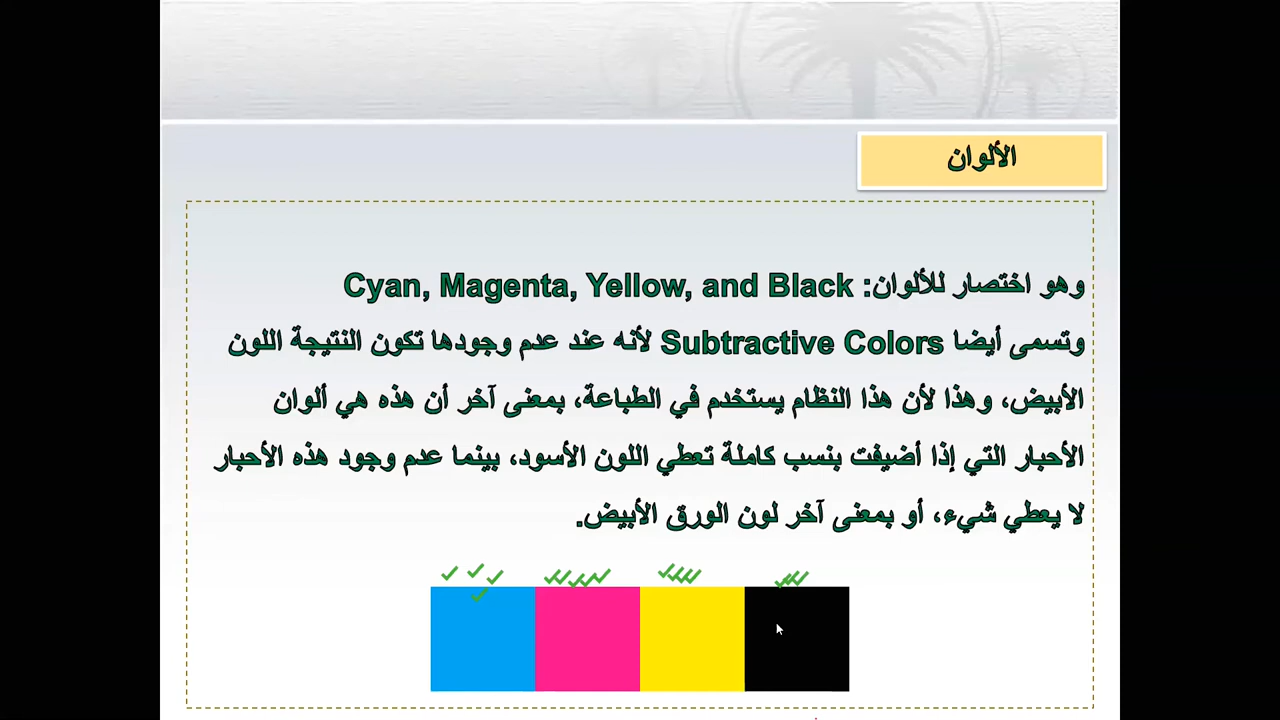 الألوان
وهو اختصار للألوان: Cyan, Magenta, Yellow, and Black
وتسمى أيضا Subtractive Colors لأنه عند عدم وجودها تكون النتيجة اللون
الأبيض، وهذا لأن هذا النظام يستخدم في الطباعة، بمعنى آخر أن هذه هي ألوان
الأحبار التي إذا أضيفت بنسب كاملة تعطي اللون الأسود، بينما عدم وجود هذه الأحبار
لا يعطي شيء، أو بمعنى آخر لون الورق الأبيض.